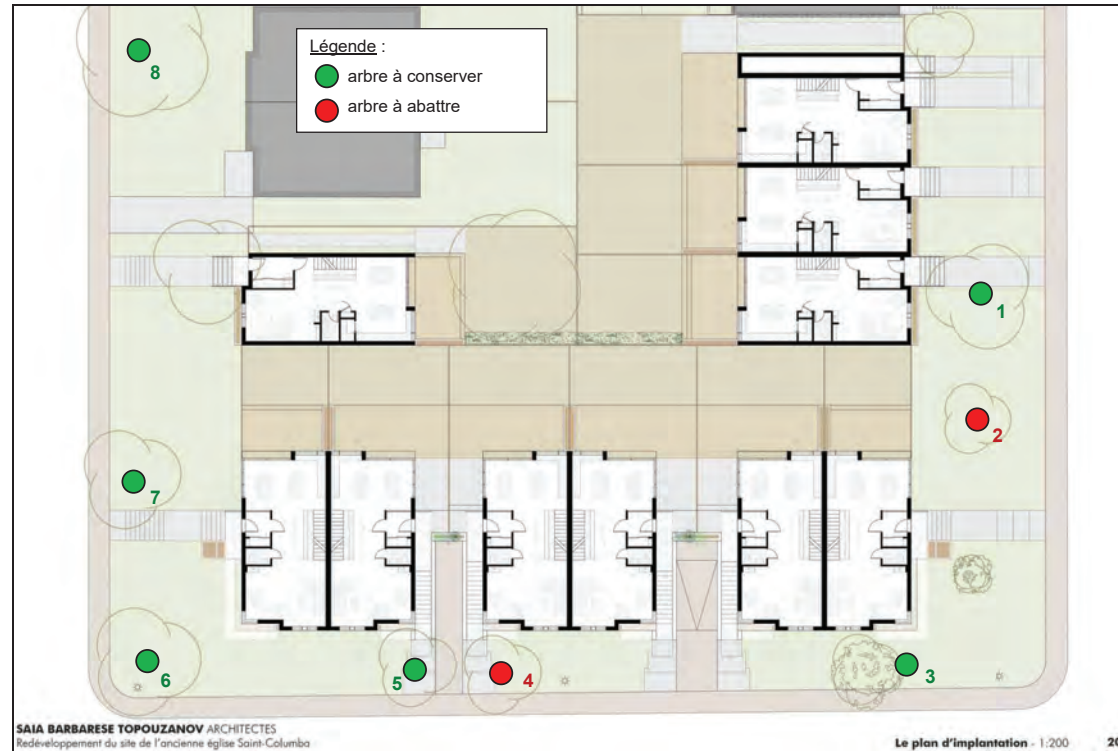 Légende :
arbre à conserver
arbre à abattre
8
1
2
7
6
5
4
3
SAIA BARBARESE TOPOUZANOV ARCHITECTES
Redéveloppement du site de l'ancienne église Saint-Columba
Le plan d'implantation - 1:200
20